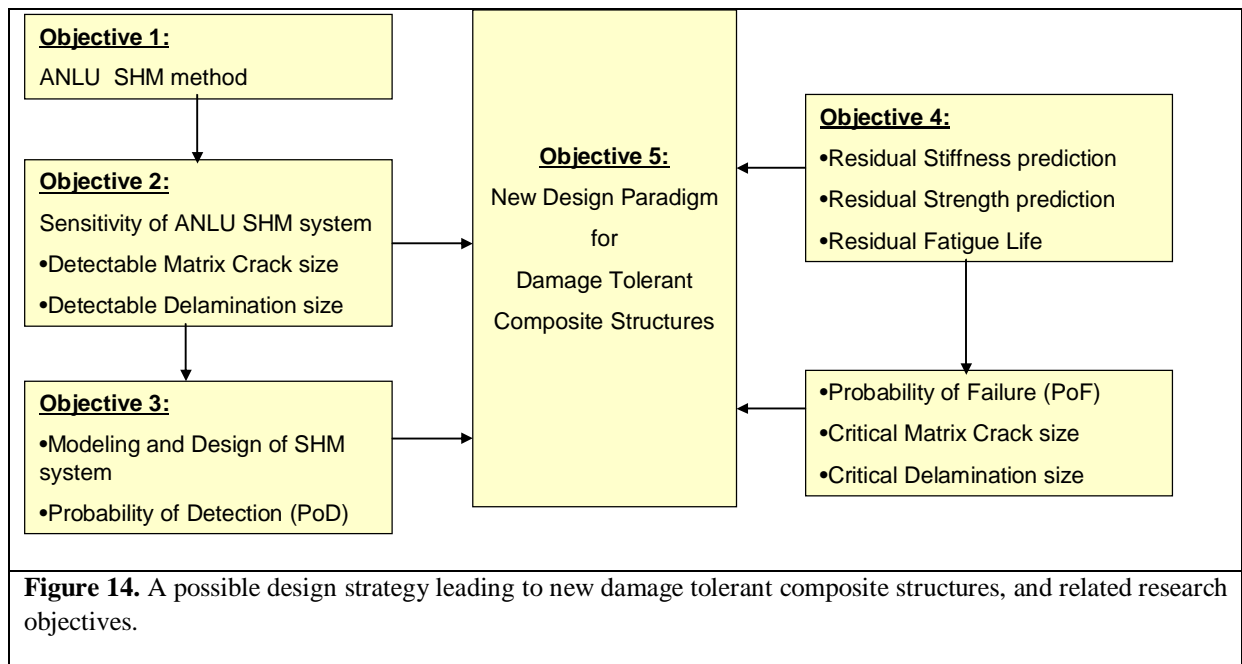 Objective 1:
ANLU  SHM method
Objective 2:
Sensitivity of ANLU SHM system
•Detectable Matrix Crack size
•Detectable Delamination size
Objective 3:
•Modeling and Design of SHM
system
•Probability of Detection (PoD)
Objective 5:
New Design Paradigm
for
Damage Tolerant
Composite Structures
Objective 4:
•Residual Stiffness prediction
•Residual Strength prediction
•Residual Fatigue Life
•Probability of Failure (PoF)
•Critical Matrix Crack size
•Critical Delamination size
Figure 14. A possible design strategy leading to new damage tolerant composite structures, and related research
objectives.